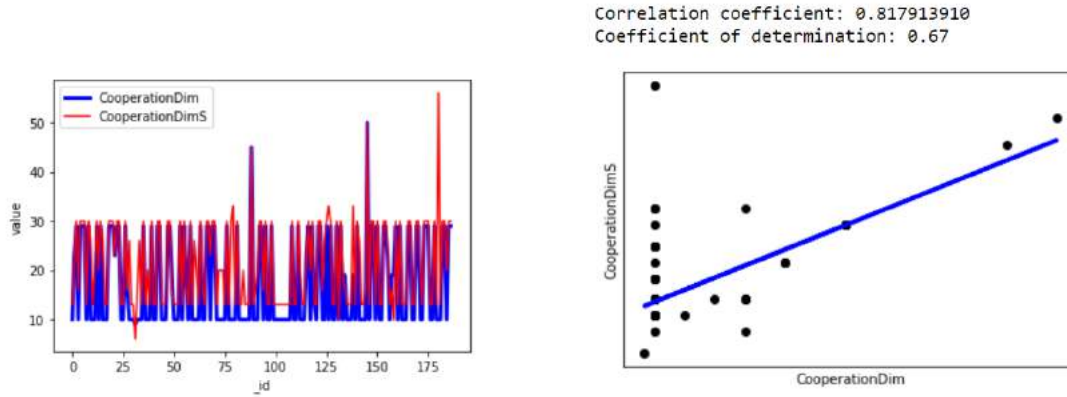 Correlation coefficient: 0.817913910
Coefficient of determination: 0.67
CooperationDim
CooperationDimS
50
40
30
20
10
value
0
25
50
75
100
125
150
175
_id
CooperationDimS
CooperationDim